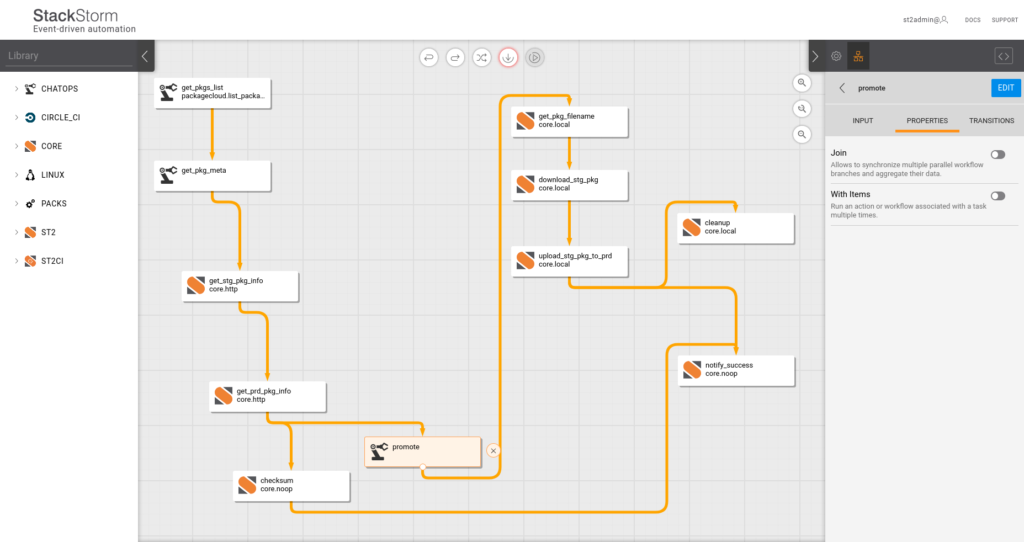 StackStorm
Event-driven automation
st2admin@
DOCS
SUPPORT
Library
CHATOPS
CIRCLE_CI
CORE
LINUX
PACKS
ST2
ST2CI
get_pkgs_list
packagecloud.list_packa...
get_pkg_meta
get_stg_pkg_info
core.http
get_prd_pkg_info
core.http
promote
checksum
core.noop
get_pkg_filename
core.local
download_stg_pkg
core.local
upload_stg_pkg_to_prd
core.local
cleanup
core.local
notify_success
core.noop
promote
EDIT
INPUT
PROPERTIES
TRANSITIONS
Join
Allows to synchronize multiple parallel workflow
branches and aggregate their data.
With Items
Run an action or workflow associated with a task
multiple times.